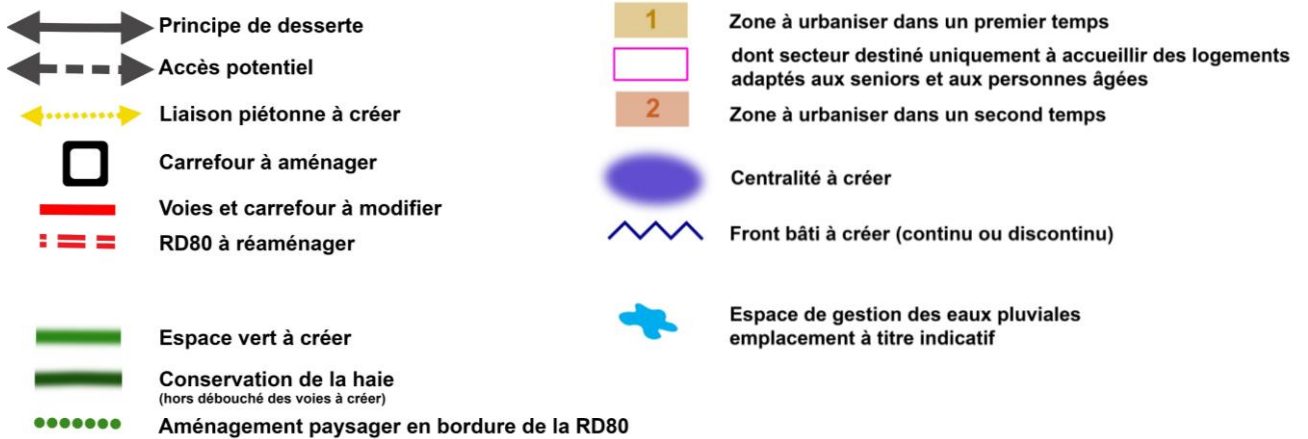 Principe de desserte
Accès potentiel
Liaison piétonne à créer
Carrefour à aménager
Voies et carrefour à modifier
RD80 à réaménager
Espace vert à créer
Conservation de la haie
(hors débouché des voies à créer)
Aménagement paysager en bordure de la RD80
1
Zone à urbaniser dans un premier temps
dont secteur destiné uniquement à accueillir des logements
adaptés aux seniors et aux personnes âgées
2
Zone à urbaniser dans un second temps
Centralité à créer
Front bâti à créer (continu ou discontinu)
Espace de gestion des eaux pluviales
emplacement à titre indicatif